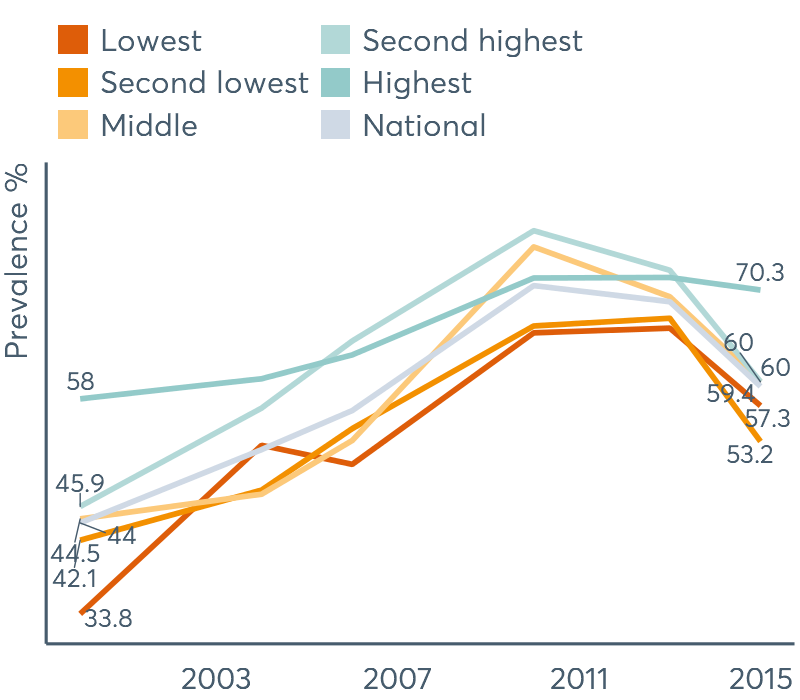 Lowest
Second lowest
Middle
Second highest
Highest
National
Prevalence %
58
45.9
44
44.5
42.1
33.8
70.3
60
60
59.4
57.3
53.2
2003 2007 2011 2015